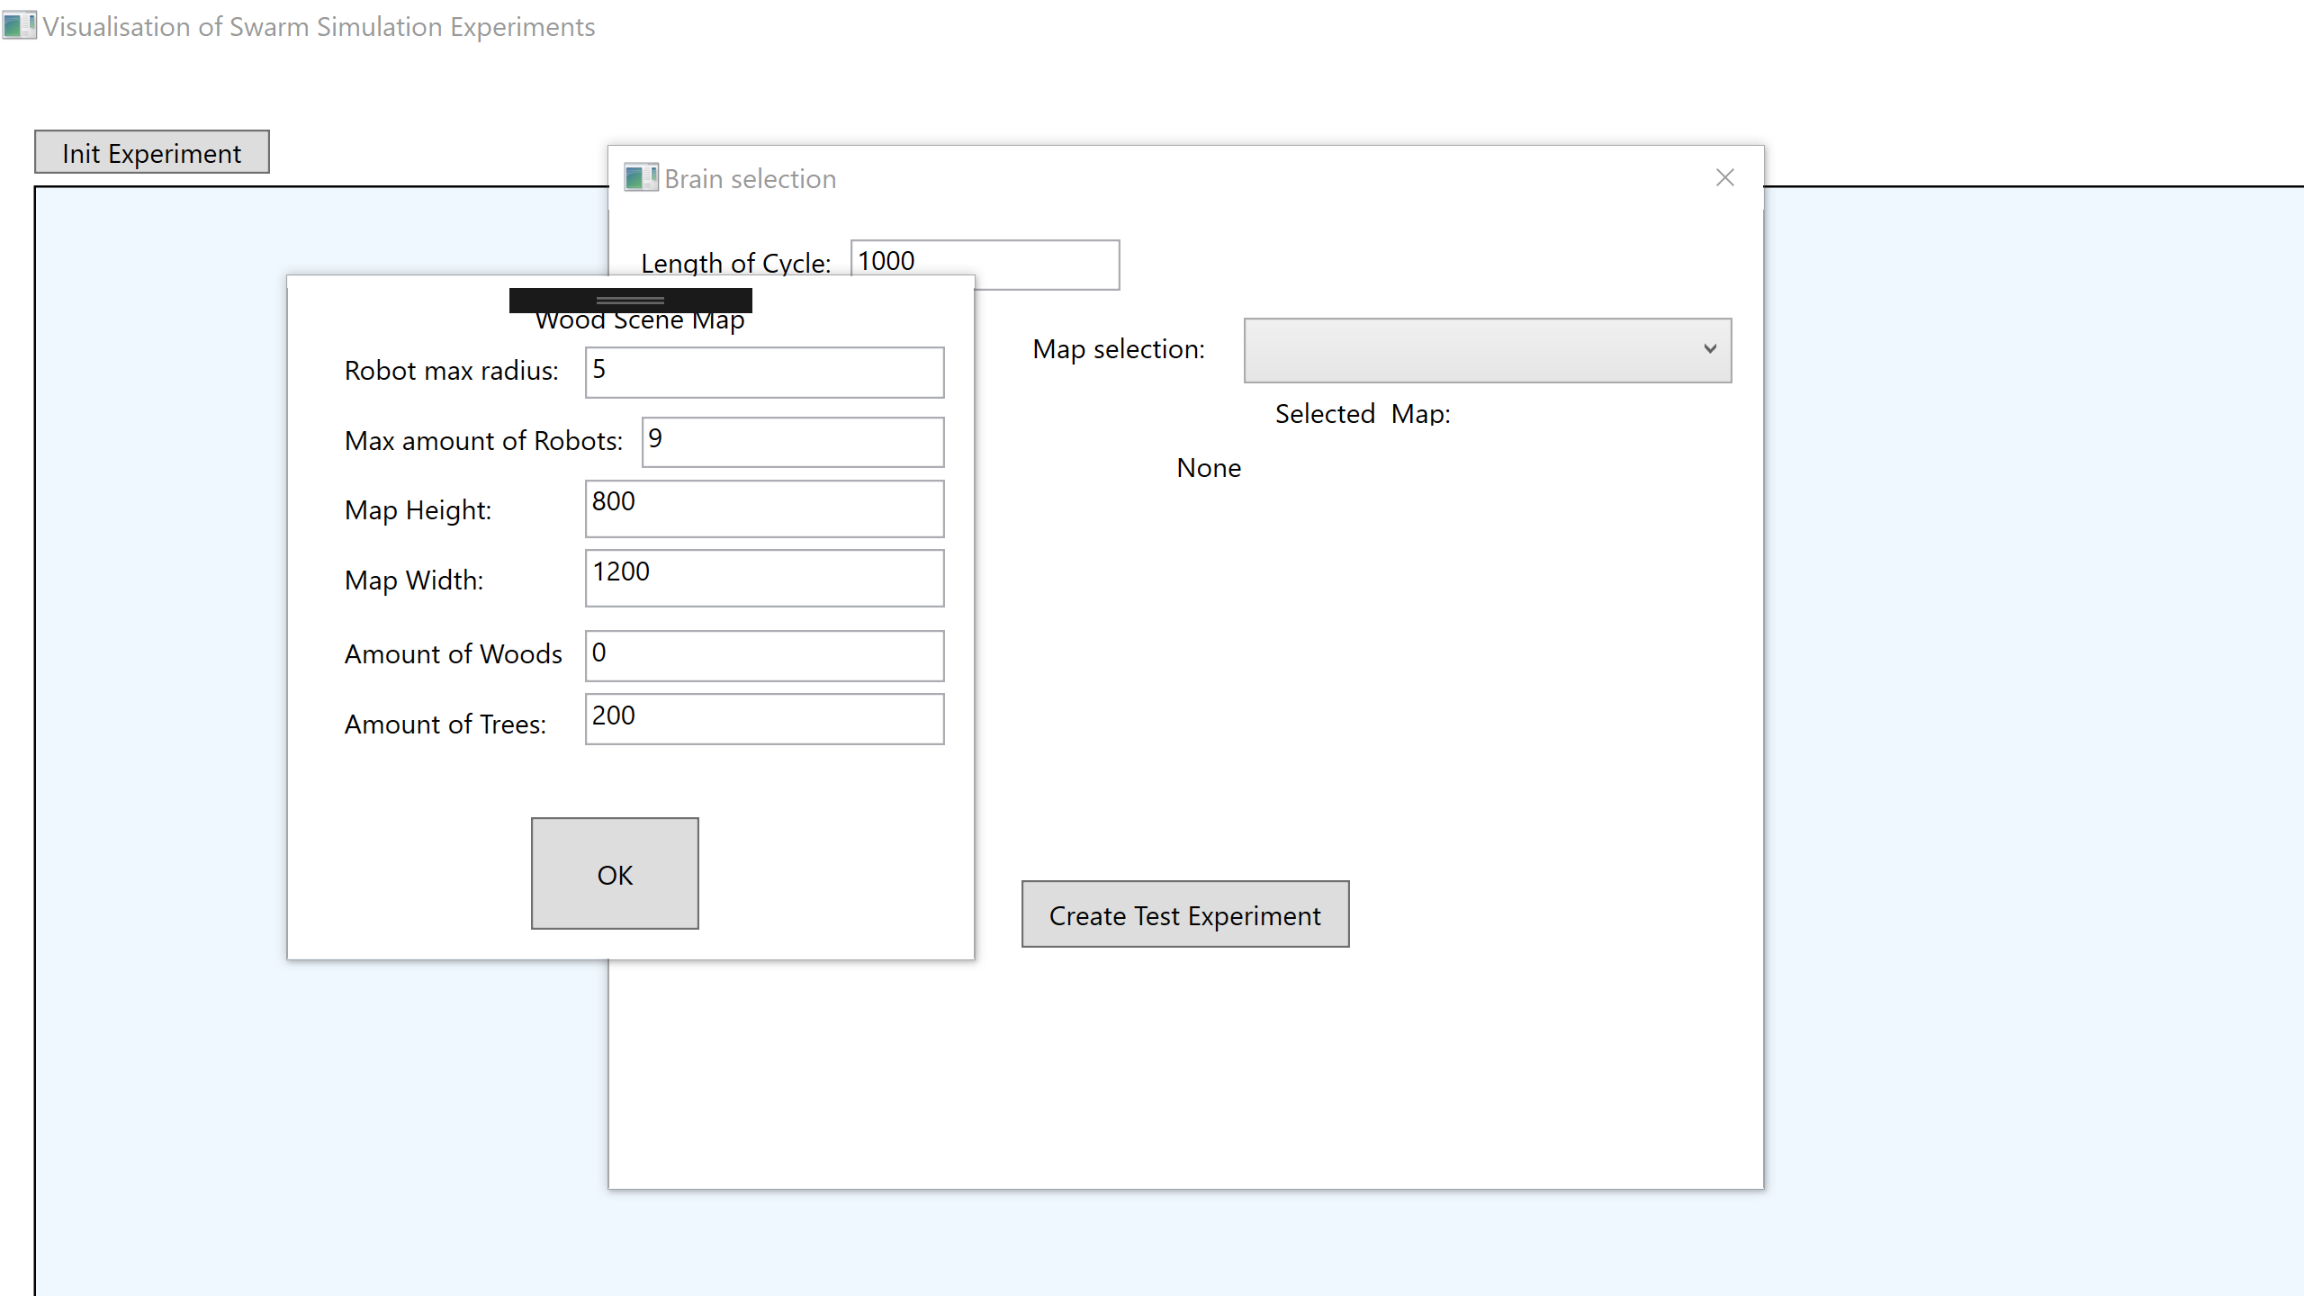 Visualisation of Swarm Simulation Experiments
Init Experiment
Brain selection
Length of Cycle: 1000
Wood Scene Map
Robot max radius: 5
Max amount of Robots: 9
Map Height: 800
Map Width: 1200
Amount of Woods 0
Amount of Trees: 200
OK
Map selection:
Selected Map:
None
Create Test Experiment